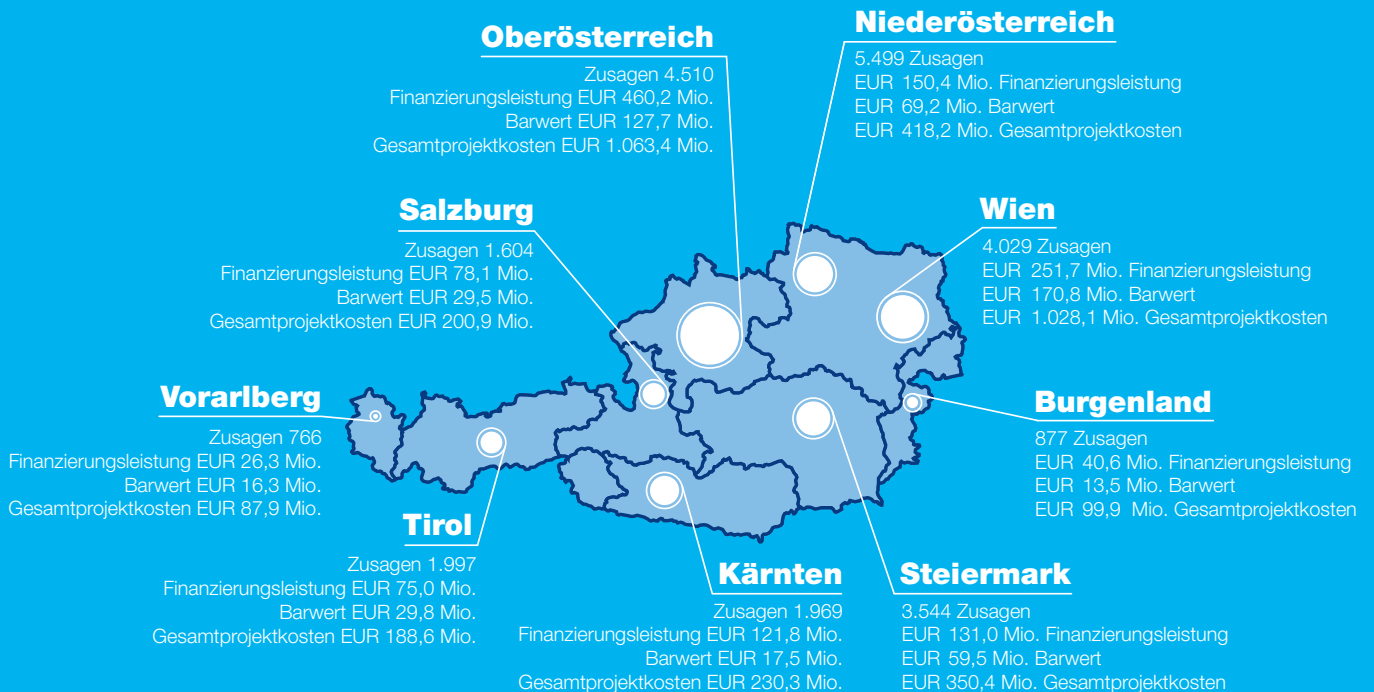 Oberösterreich
Zusagen 4.510
Finanzierungsleistung EUR 460,2 Mio.
Barwert EUR 127,7 Mio.
Gesamtprojektkosten EUR 1.063,4 Mio.
Niederösterreich
5.499 Zusagen
EUR 150,4 Mio. Finanzierungsleistung
EUR 69,2 Mio. Barwert
EUR 418,2 Mio. Gesamtprojektkosten
Salzburg
Zusagen 1.604
Finanzierungsleistung EUR 78,1 Mio.
Barwert EUR 29,5 Mio.
Gesamtprojektkosten EUR 200,9 Mio.
Wien
4.029 Zusagen
EUR 251,7 Mio. Finanzierungsleistung
EUR 170,8 Mio. Barwert
EUR 1.028,1 Mio. Gesamtprojektkosten
Vorarlberg
Zusagen 766
Finanzierungsleistung EUR 26,3 Mio.
Barwert EUR 16,3 Mio.
Gesamtprojektkosten EUR 87,9 Mio.
Burgenland
877 Zusagen
EUR 40,6 Mio. Finanzierungsleistung
EUR 13,5 Mio. Barwert
EUR 99,9 Mio. Gesamtprojektkosten
Tirol
Zusagen 1.997
Finanzierungsleistung EUR 75,0 Mio.
Barwert EUR 29,8 Mio.
Gesamtprojektkosten EUR 188,6 Mio.
Kärnten
Zusagen 1.969
Finanzierungsleistung EUR 121,8 Mio.
Barwert EUR 17,5 Mio.
Gesamtprojektkosten EUR 230,3 Mio.
Steiermark
3.544 Zusagen
EUR 131,0 Mio. Finanzierungsleistung
EUR 59,5 Mio. Barwert
EUR 350,4 Mio. Gesamtprojektkosten